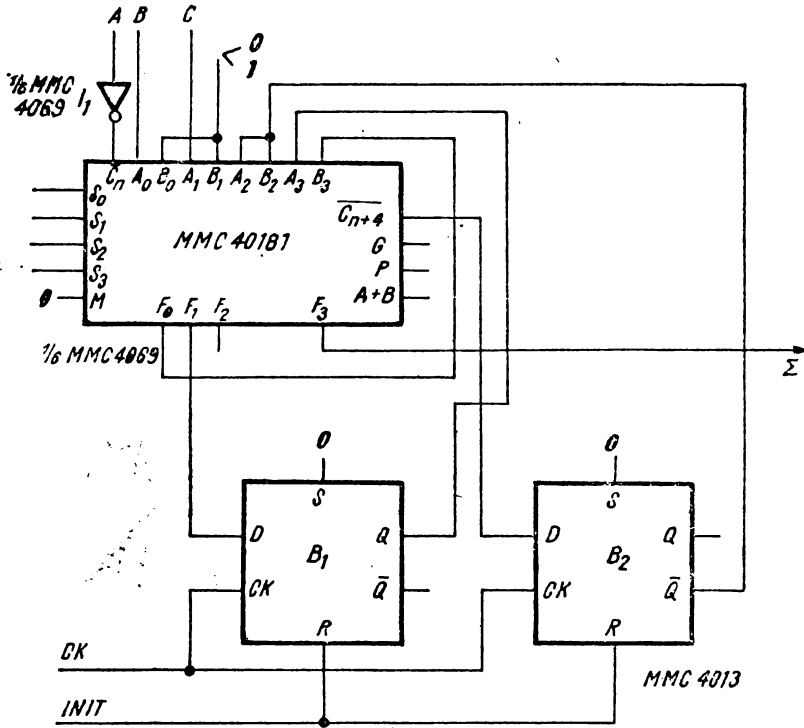 A B C
0
1
1/6 MMC
4069 I1
Cn A0 B0 A1 B1 A2 B2 A3 B3
S0
S1
S2
S3
0 M
MMC 40181
Cn+4
G
P
A+B
F0 F1 F2 F3
1/6 MMC4069
Σ
0 0
S S
D Q D Q
B1 B2
CK Q̄ CK Q̄
R R
CK
MMC 4013
INIT